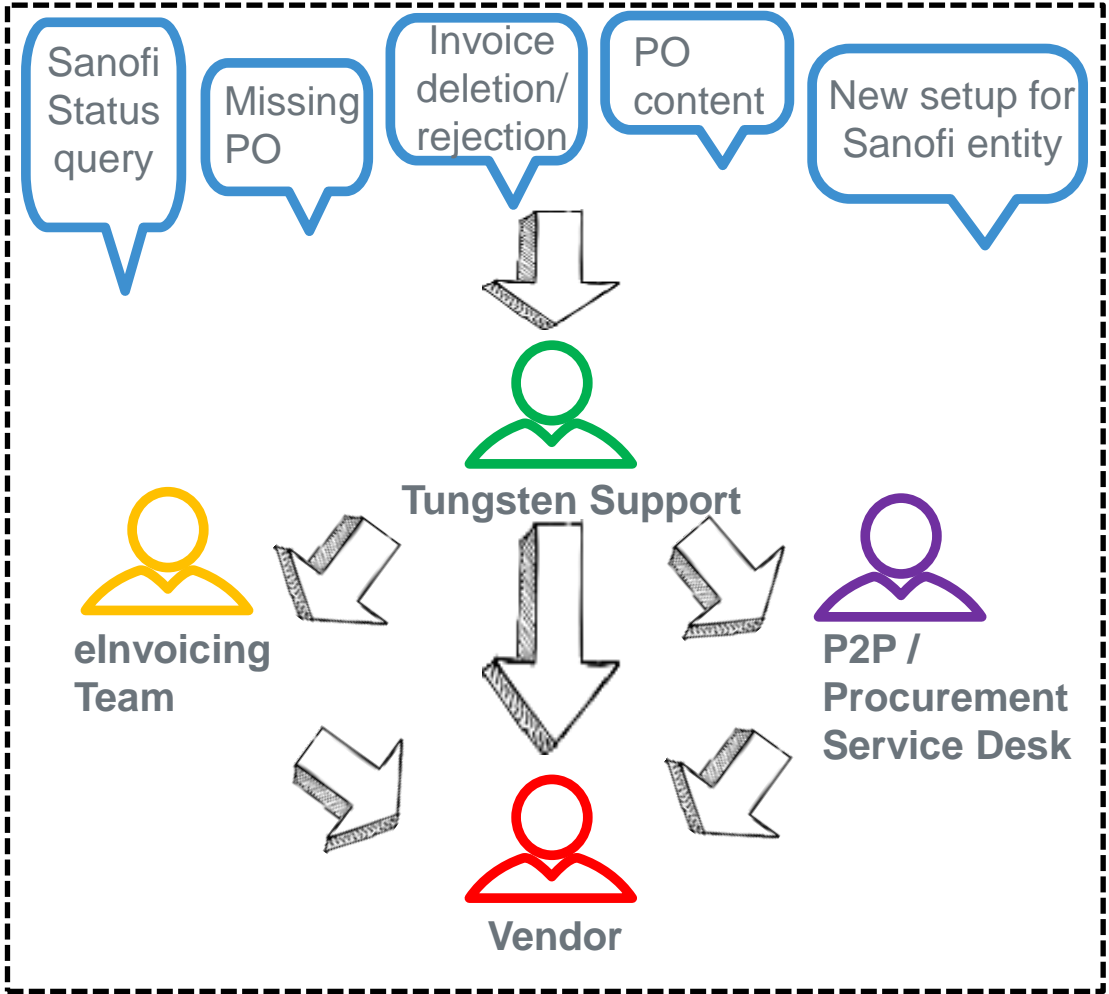 Sanofi
Status
query
Missing
PO
Invoice
deletion/
rejection
PO
content
New setup for
Sanofi entity
Tungsten Support
eInvoicing
Team
P2P /
Procurement
Service Desk
Vendor